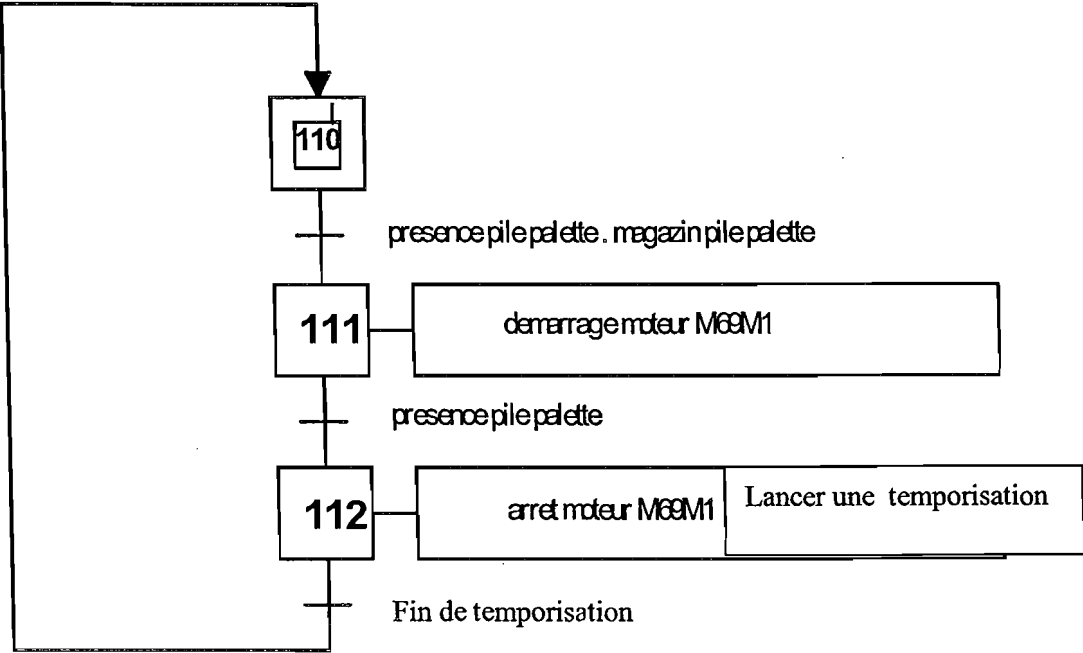 110
presence pile palette . magazin pile palette
111
demarrage moteur M69M1
presence pile palette
112
arret moteur M69M1
Lancer une temporisation
Fin de temporisation